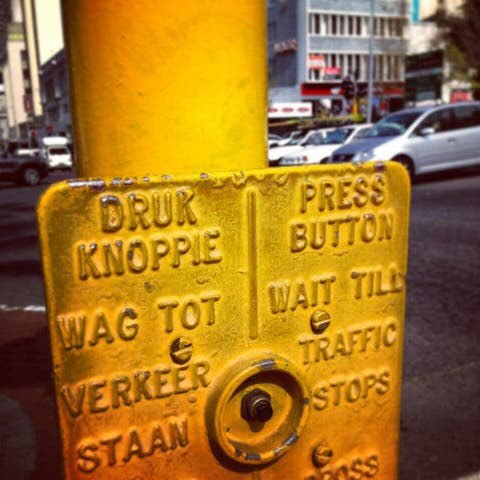 DRUK
KNOPPIE
WAG TOT
VERKEER
STAAN
PRESS
BUTTON
WAIT TILL
TRAFFIC
STOPS